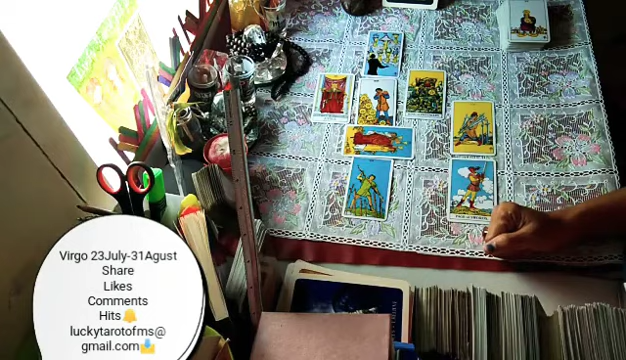 Virgo 23July-31Agust
Share
Likes
Comments
Hits🔔
luckytarotofms@
gmail.com📩